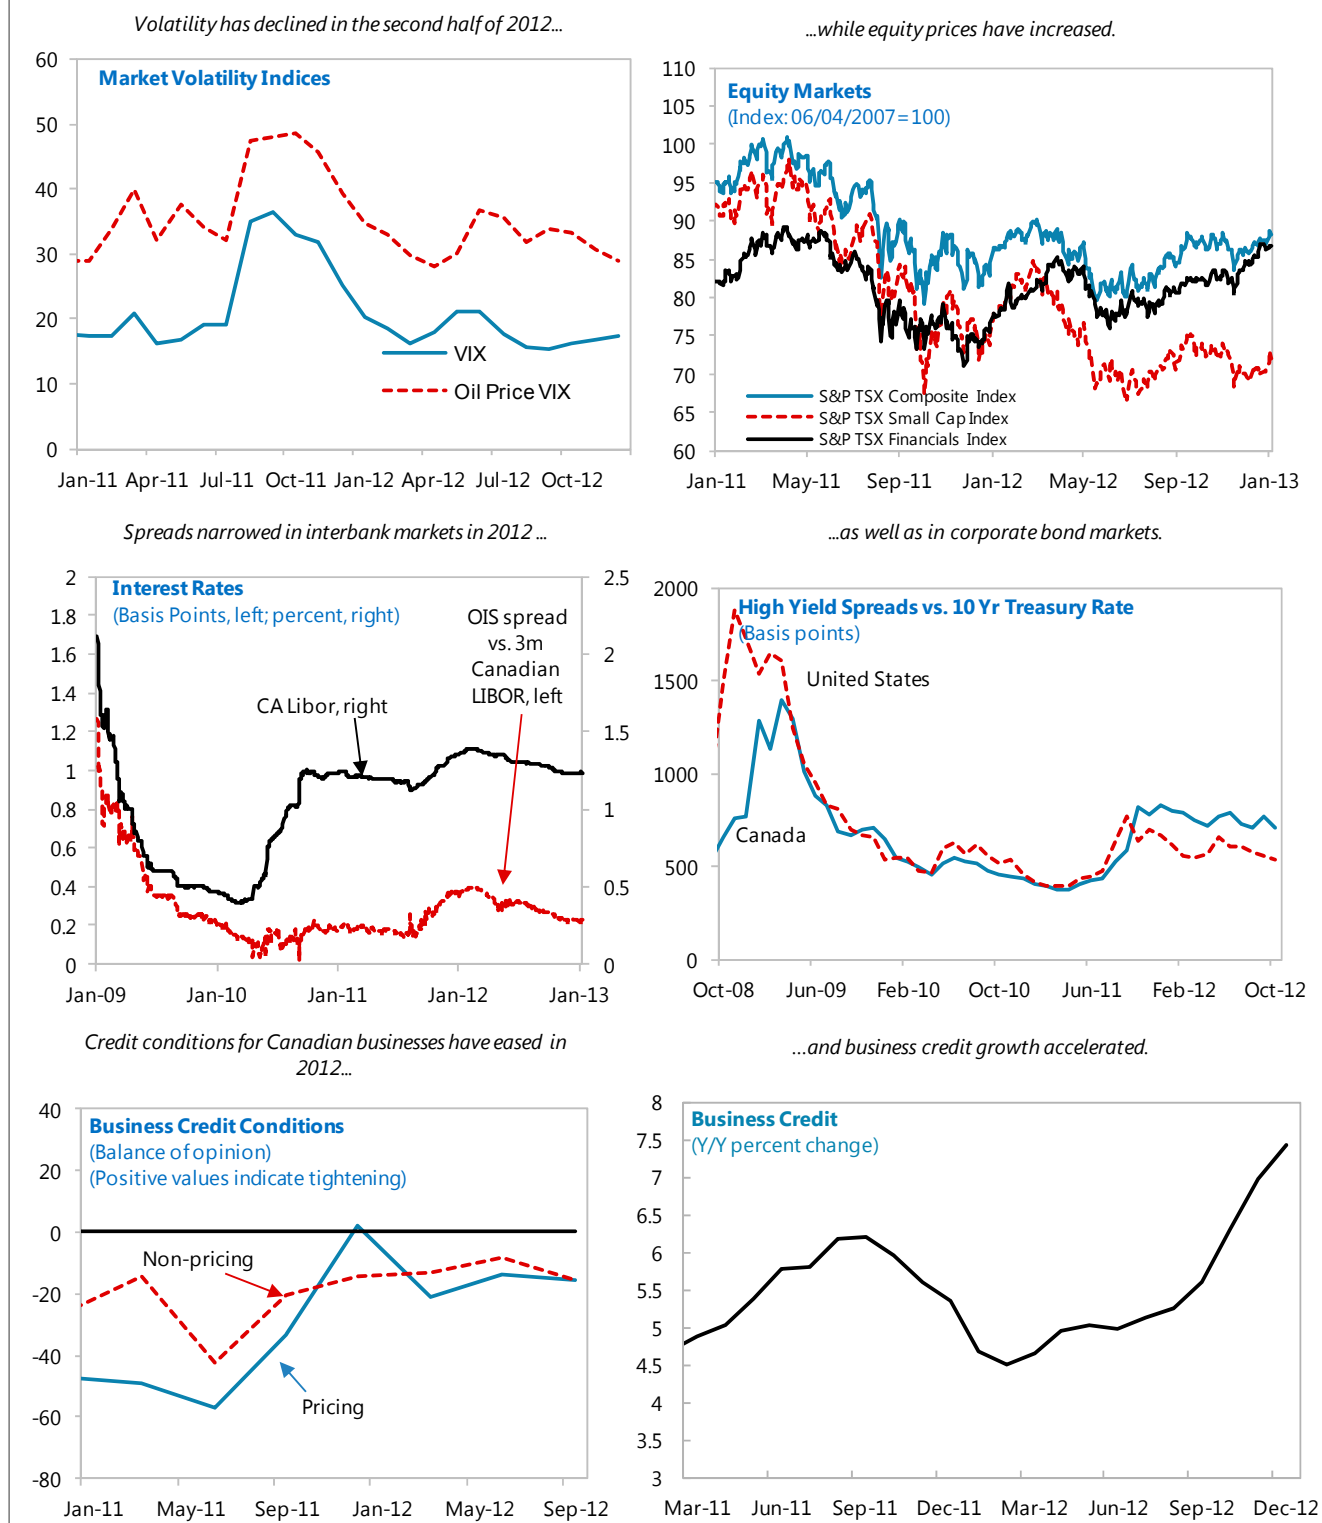 Volatility has declined in the second half of 2012...
60
50
40
30
20
10
0
Market Volatility Indices
VIX
Oil Price VIX
Jan-11 Apr-11 Jul-11 Oct-11 Jan-12 Apr-12 Jul-12 Oct-12
...while equity prices have increased.
110
105
100
95
90
85
80
75
70
65
60
Equity Markets
(Index: 06/04/2007=100)
S&P TSX Composite Index
S&P TSX Small Cap Index
S&P TSX Financials Index
Jan-11 May-11 Sep-11 Jan-12 May-12 Sep-12 Jan-13
Spreads narrowed in interbank markets in 2012 ...
2
1.8
1.6
1.4
1.2
1
0.8
0.6
0.4
0.2
0
Interest Rates
(Basis Points, left; percent, right)
OIS spread
vs. 3m
Canadian
LIBOR, left
CA Libor, right
2.5
2
1.5
1
0.5
0
Jan-09 Jan-10 Jan-11 Jan-12 Jan-13
...as well as in corporate bond markets.
2000
1500
1000
500
0
High Yield Spreads vs. 10 Yr Treasury Rate
(Basis points)
United States
Canada
Oct-08 Jun-09 Feb-10 Oct-10 Jun-11 Feb-12 Oct-12
Credit conditions for Canadian businesses have eased in
2012...
40
20
0
-20
-40
-60
-80
Business Credit Conditions
(Balance of opinion)
(Positive values indicate tightening)
Non-pricing
Pricing
Jan-11 May-11 Sep-11 Jan-12 May-12 Sep-12
...and business credit growth accelerated.
8
7.5
7
6.5
6
5.5
5
4.5
4
3.5
3
Business Credit
(Y/Y percent change)
Mar-11 Jun-11 Sep-11 Dec-11 Mar-12 Jun-12 Sep-12 Dec-12